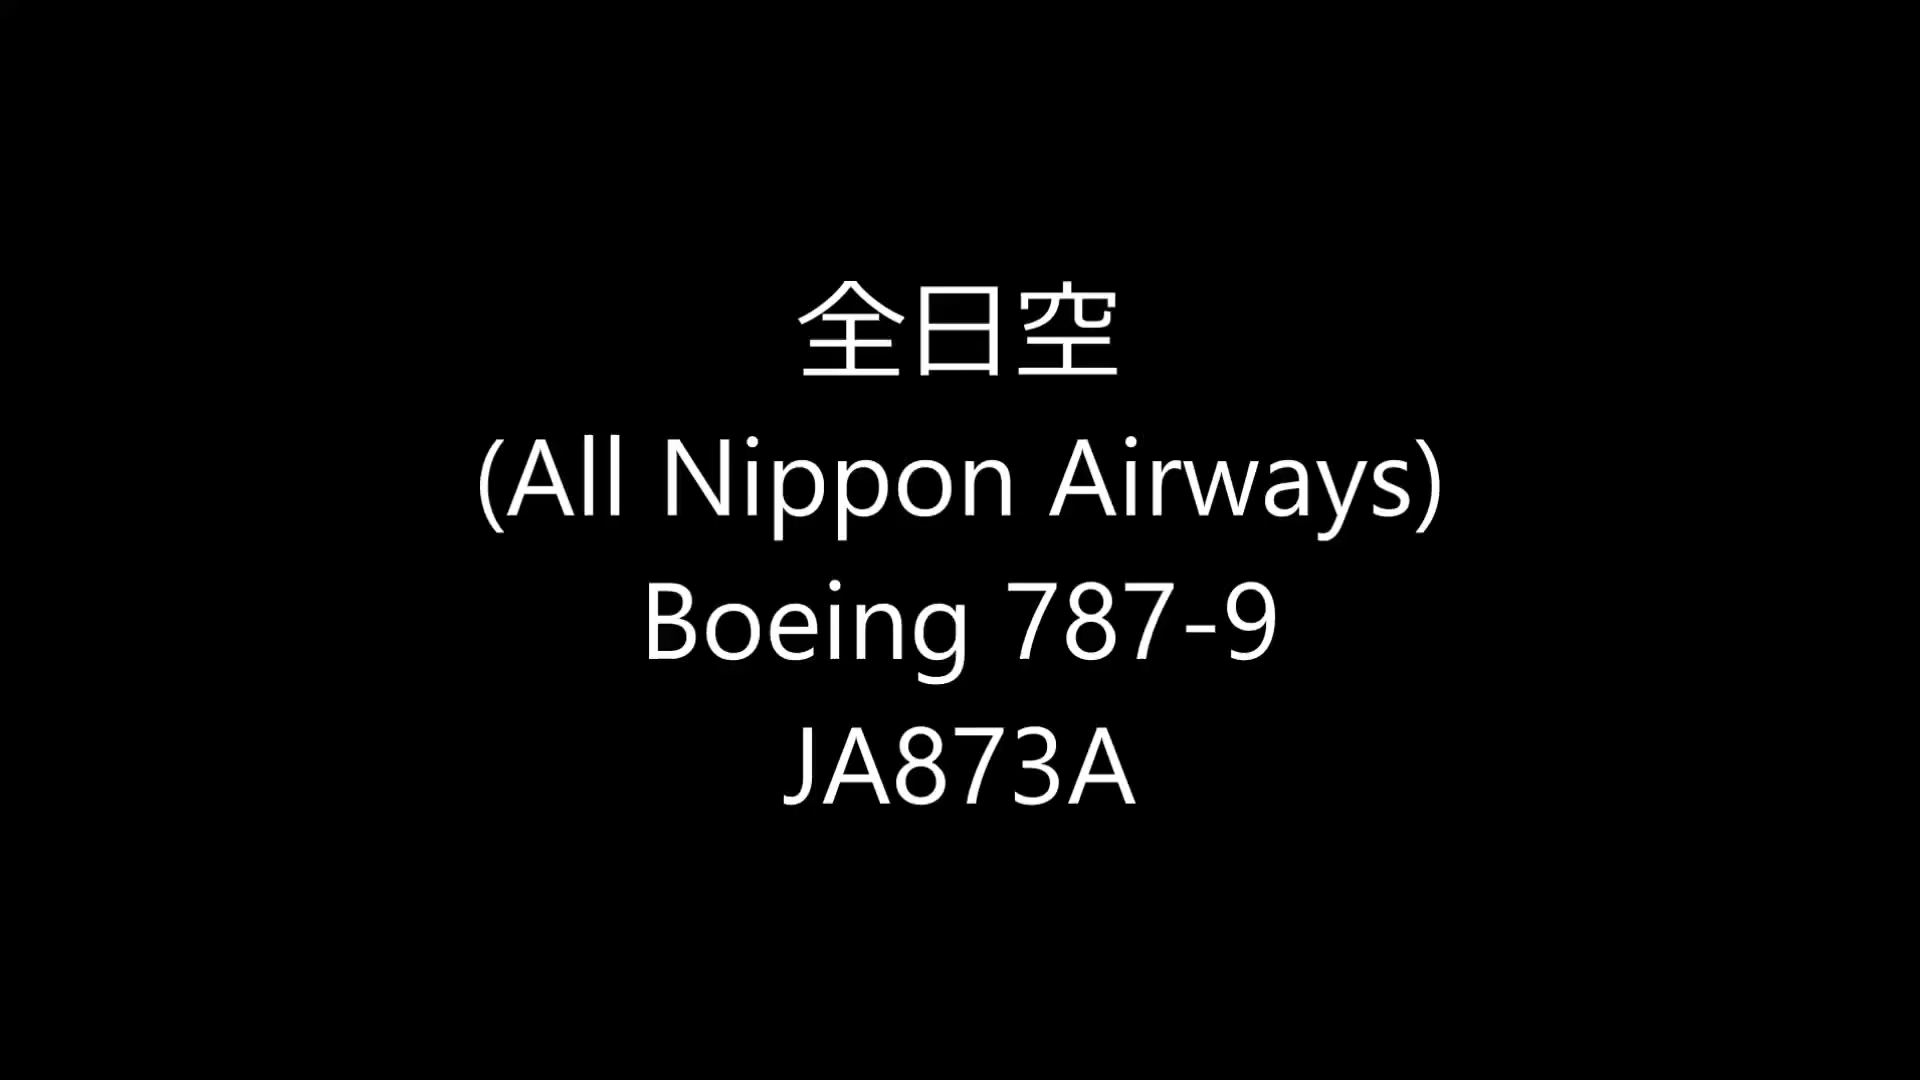 全日空
(All Nippon Airways)
Boeing 787-9
JA873A